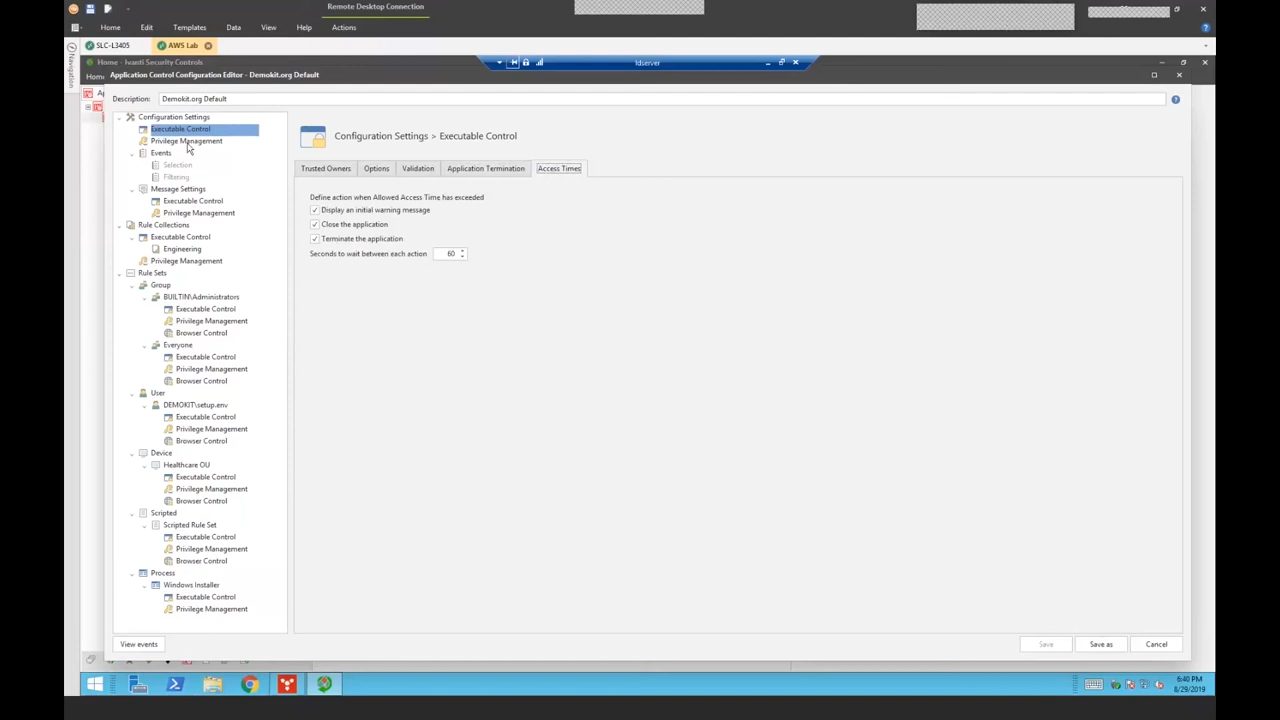 Remote Desktop Connection
Home Edit Templates Data View Help Actions
SLC-L3405 AWS Lab
Navigation
Home - Ivanti Security Controls
ldserver
Home
Application Control Configuration Editor - Demokit.org Default
Description: Demokit.org Default
Configuration Settings
Executable Control
Privilege Management
Events
Selection
Filtering
Message Settings
Executable Control
Privilege Management
Rule Collections
Executable Control
Engineering
Privilege Management
Rule Sets
Group
BUILTIN\Administrators
Executable Control
Privilege Management
Browser Control
Everyone
Executable Control
Privilege Management
Browser Control
User
DEMOKIT\setup.env
Executable Control
Privilege Management
Browser Control
Device
Healthcare OU
Executable Control
Privilege Management
Browser Control
Scripted
Scripted Rule Set
Executable Control
Privilege Management
Browser Control
Process
Windows Installer
Executable Control
Privilege Management
Configuration Settings > Executable Control
Trusted Owners Options Validation Application Termination Access Times
Define action when Allowed Access Time has exceeded
Display an initial warning message
Close the application
Terminate the application
Seconds to wait between each action 60
View events
Save Save as Cancel
6:40 PM
8/29/2019